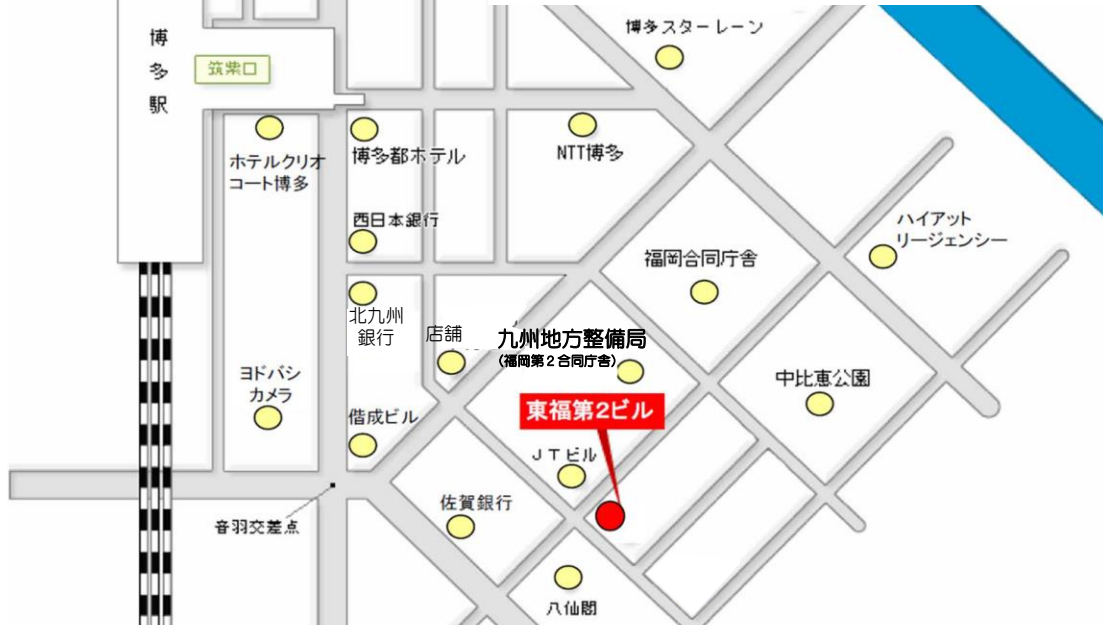 博多駅
筑紫口
博多スターレーン
ホテルクリオ
コート博多
博多都ホテル
NTT博多
西日本銀行
ハイアット
リージェンシー
福岡合同庁舎
北九州
銀行
店舗
九州地方整備局
(福岡第2合同庁舎)
ヨドバシ
カメラ
中比恵公園
東福第2ビル
偕成ビル
JTビル
佐賀銀行
音羽交差点
八仙閣